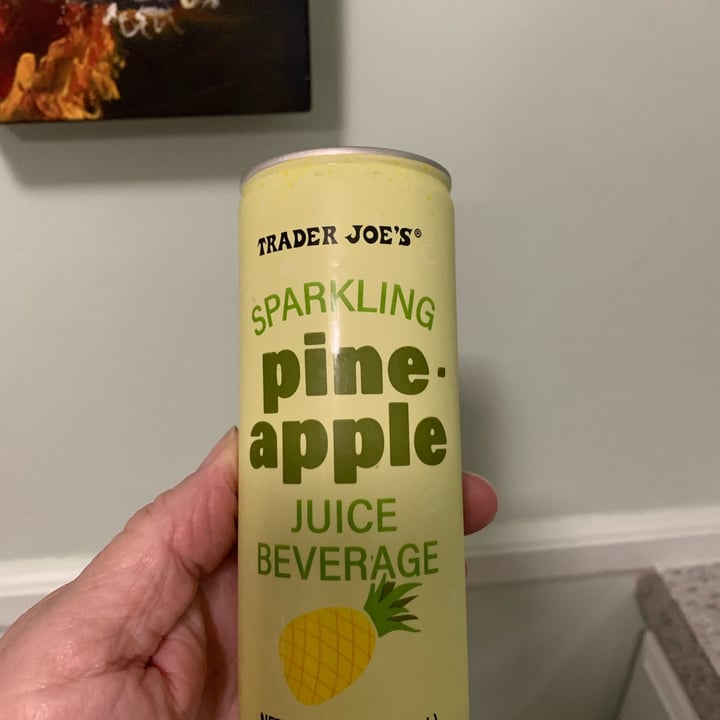 TRADER JOE'S®
SPARKLING
pine-
apple
JUICE
BEVERAGE